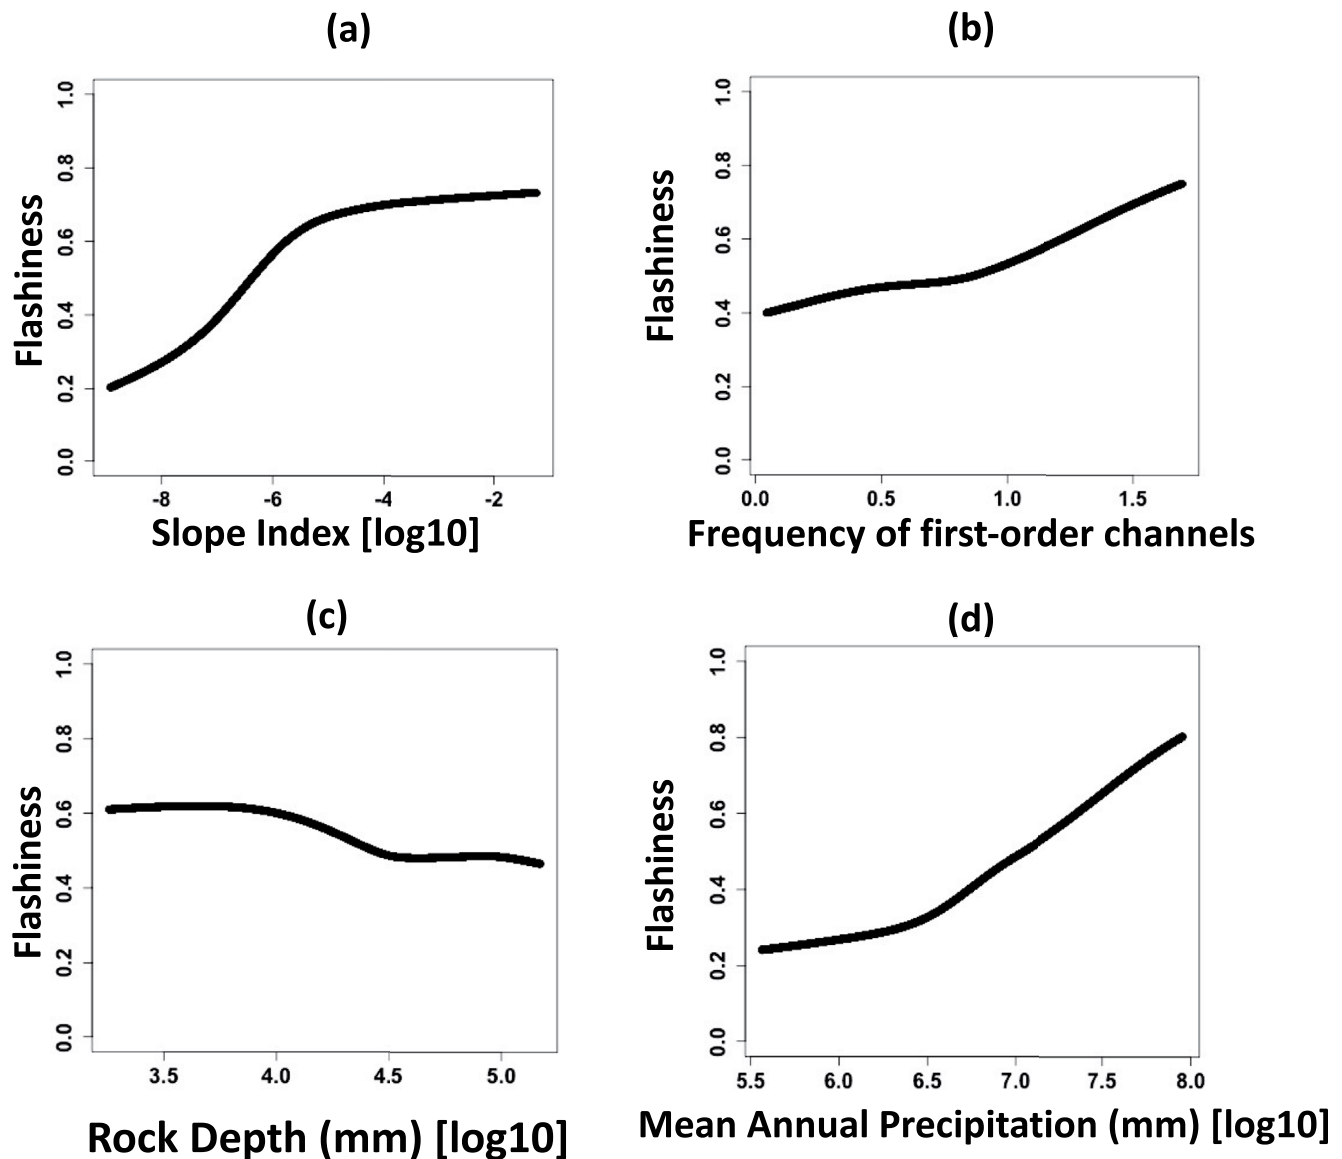 (a)
Flashiness
1.0
0.8
0.6
0.4
0.2
0.0
-8 -6 -4 -2
Slope Index [log10]
(b)
Flashiness
1.0
0.8
0.6
0.4
0.2
0.0
0.0 0.5 1.0 1.5
Frequency of first-order channels
(c)
Flashiness
1.0
0.8
0.6
0.4
0.2
0.0
3.5 4.0 4.5 5.0
Rock Depth (mm) [log10]
(d)
Flashiness
1.0
0.8
0.6
0.4
0.2
0.0
5.5 6.0 6.5 7.0 7.5 8.0
Mean Annual Precipitation (mm) [log10]